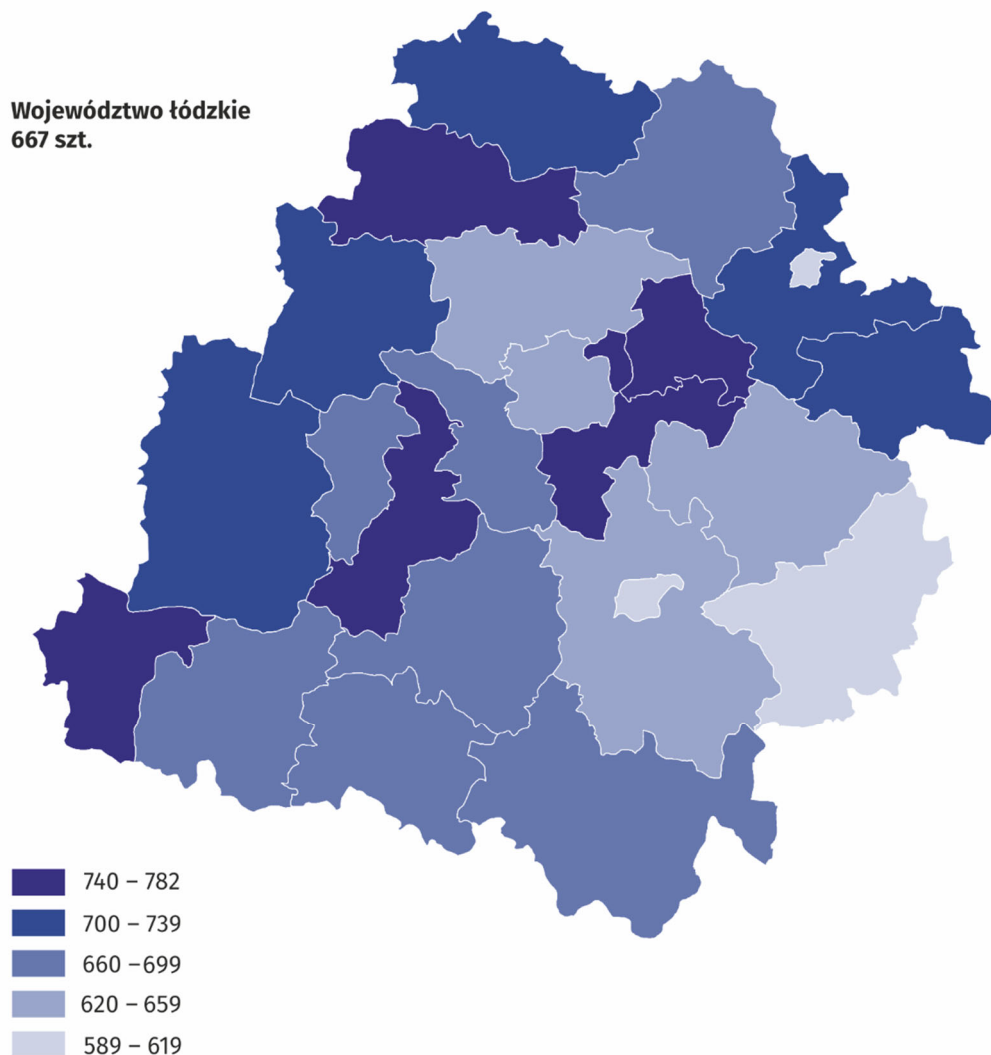 Województwo łódzkie
667 szt.
740 – 782
700 – 739
660 –699
620 – 659
589 – 619